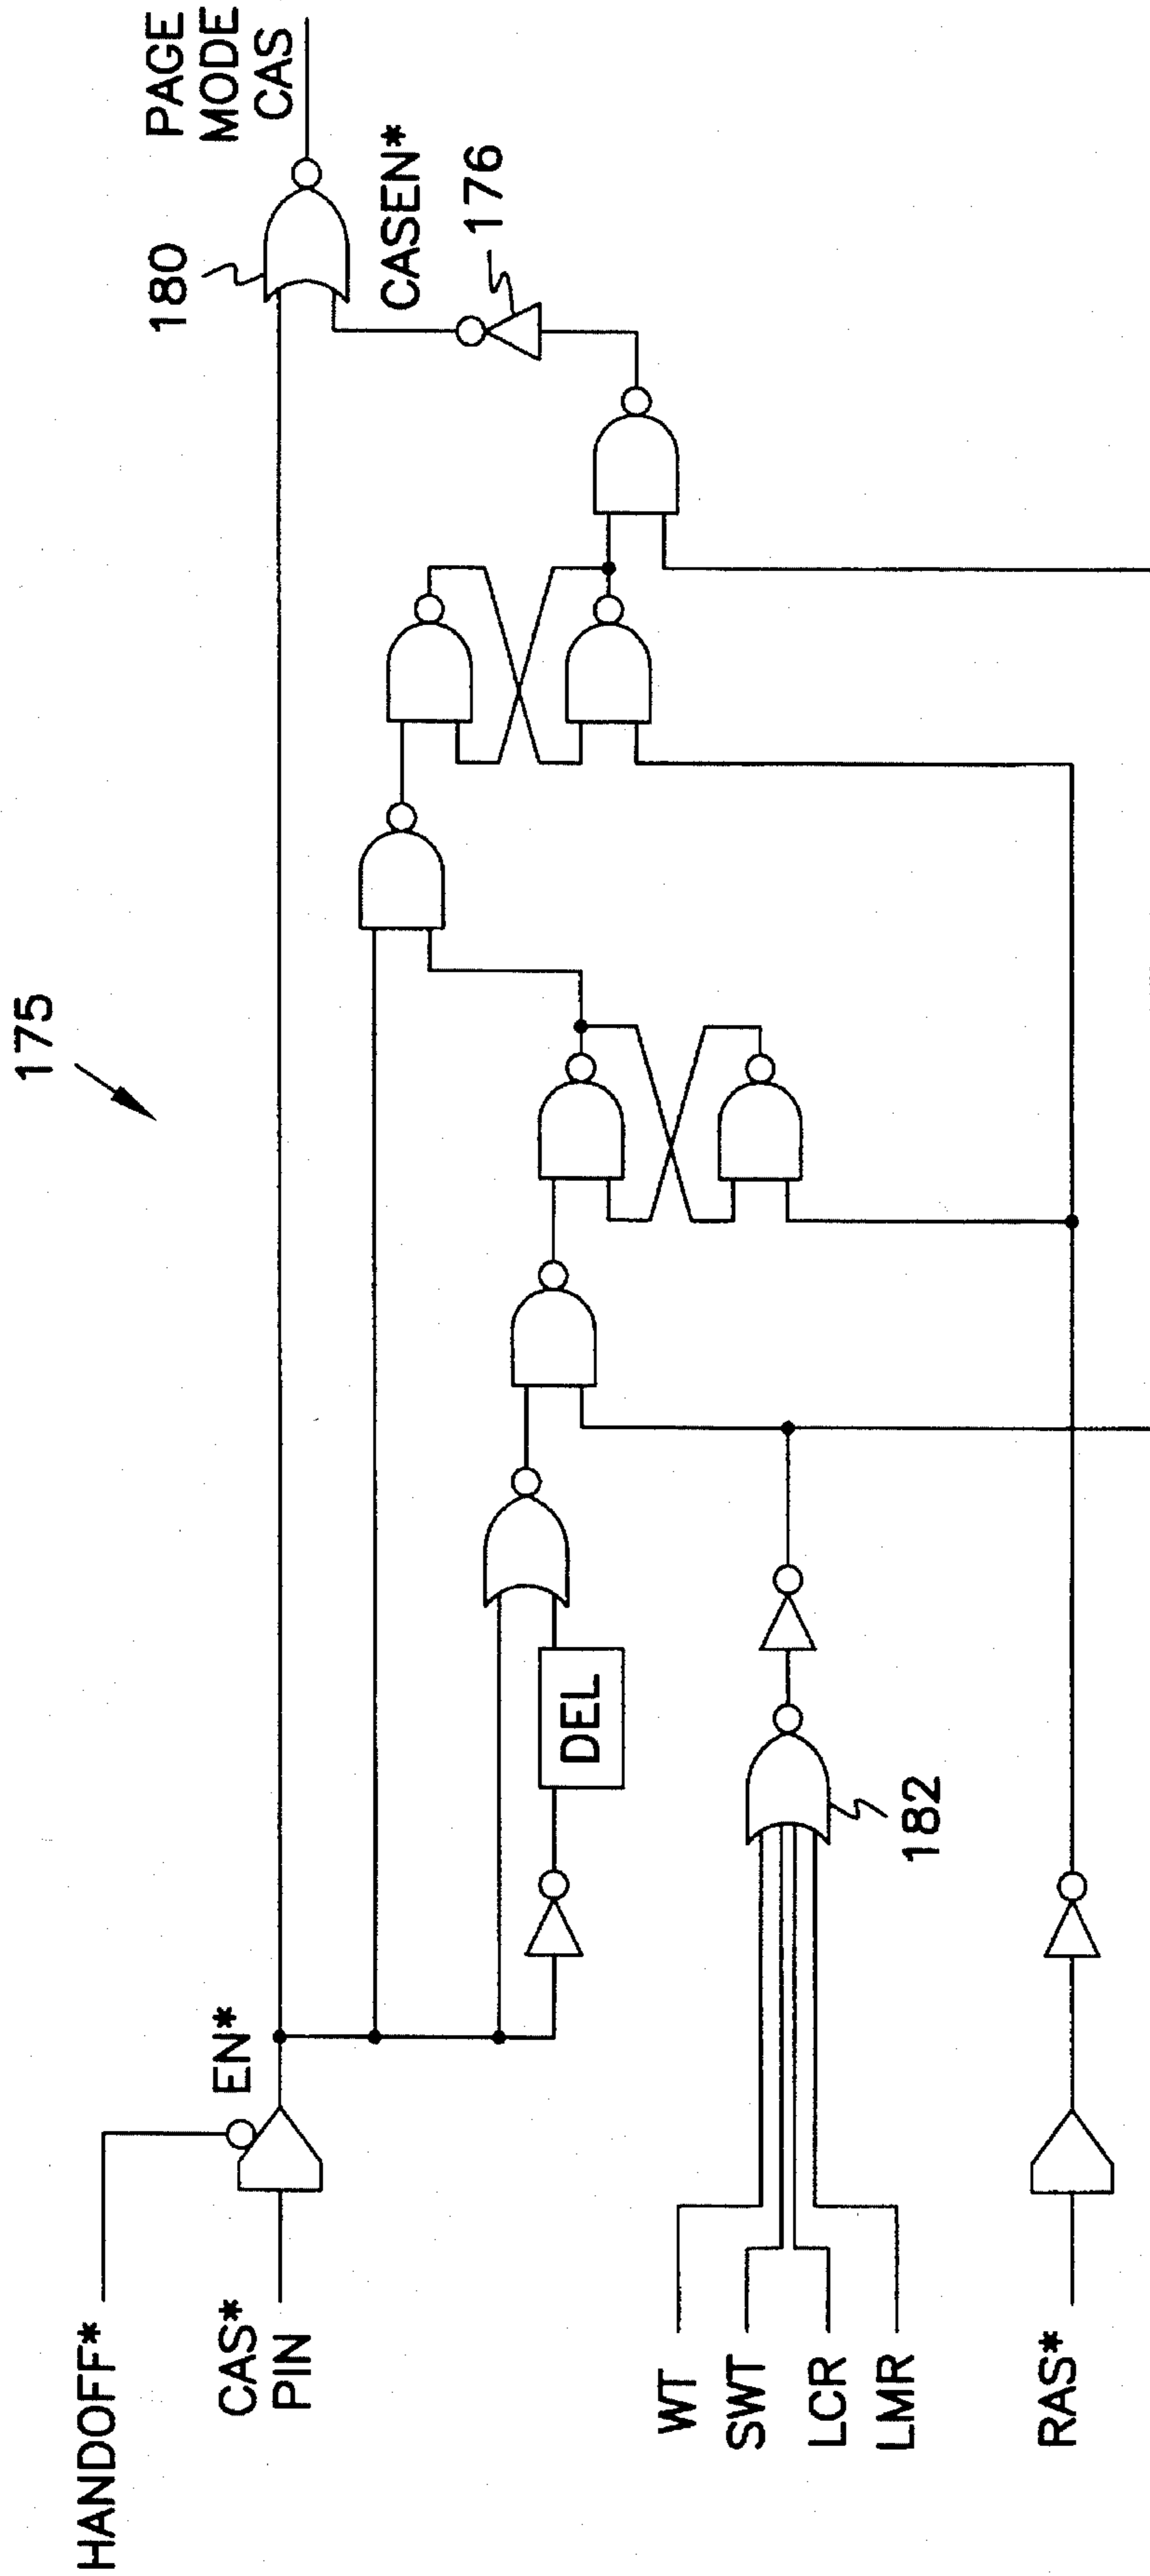 175
HANDOFF*
EN*
CAS*
PIN
180
PAGE
MODE
CAS
CASEN*
176
DEL
WT
SWT
LCR
LMR
182
RAS*